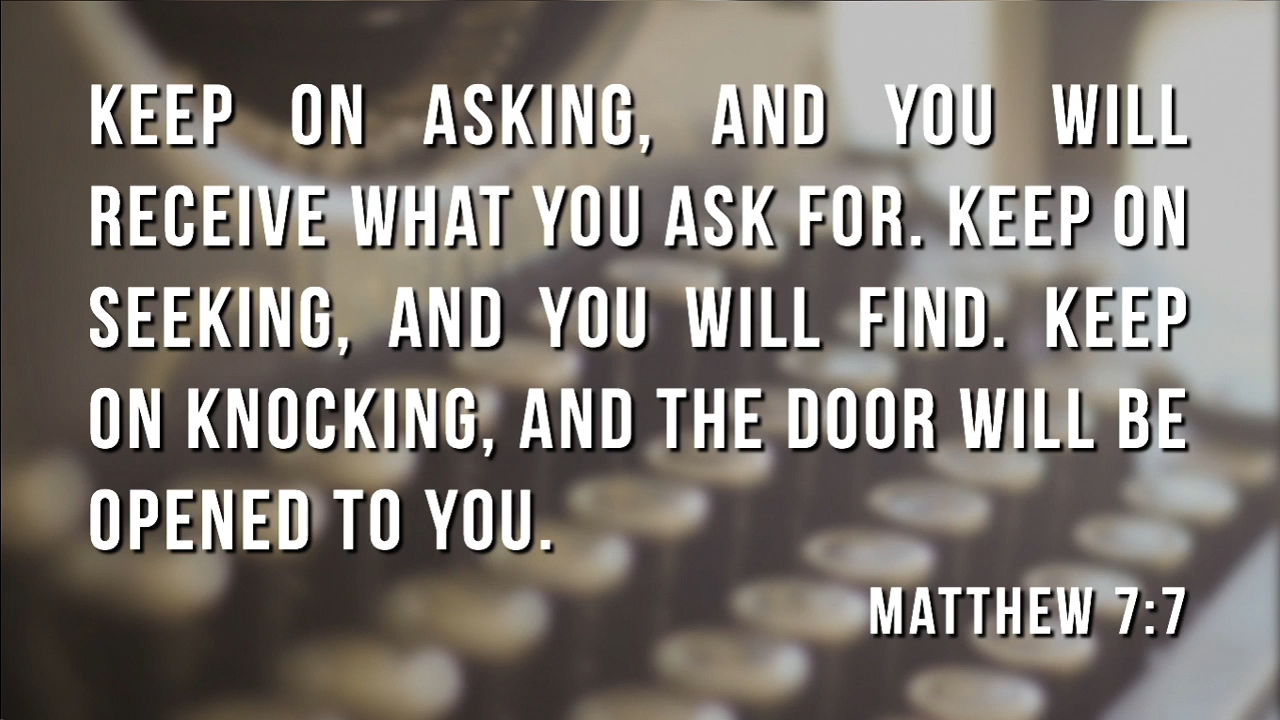 KEEP ON ASKING, AND YOU WILL
RECEIVE WHAT YOU ASK FOR. KEEP ON
SEEKING, AND YOU WILL FIND. KEEP
ON KNOCKING, AND THE DOOR WILL BE
OPENED TO YOU.
MATTHEW 7:7